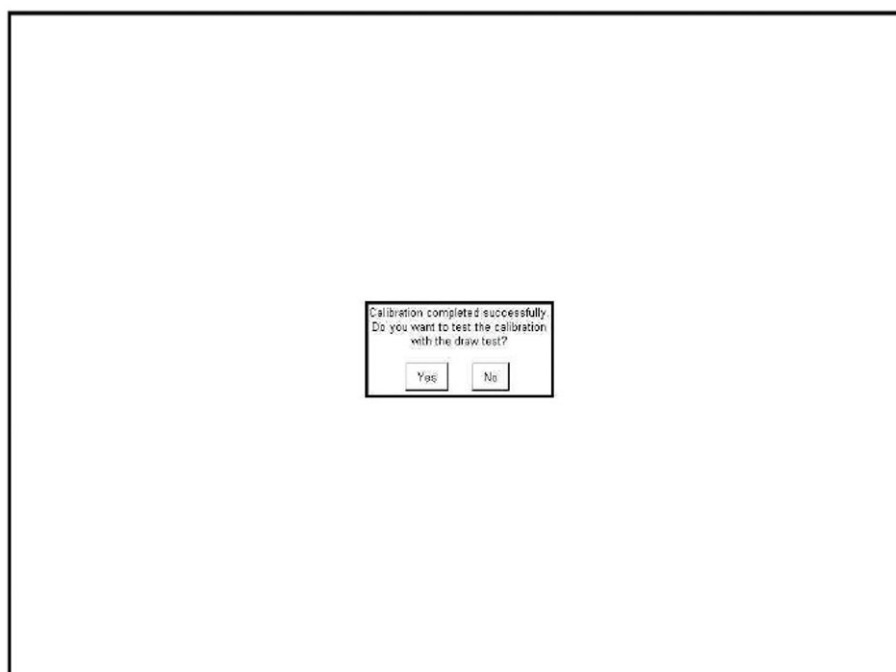 Calibration completed successfully.
Do you want to test the calibration
with the draw test?
Yes No